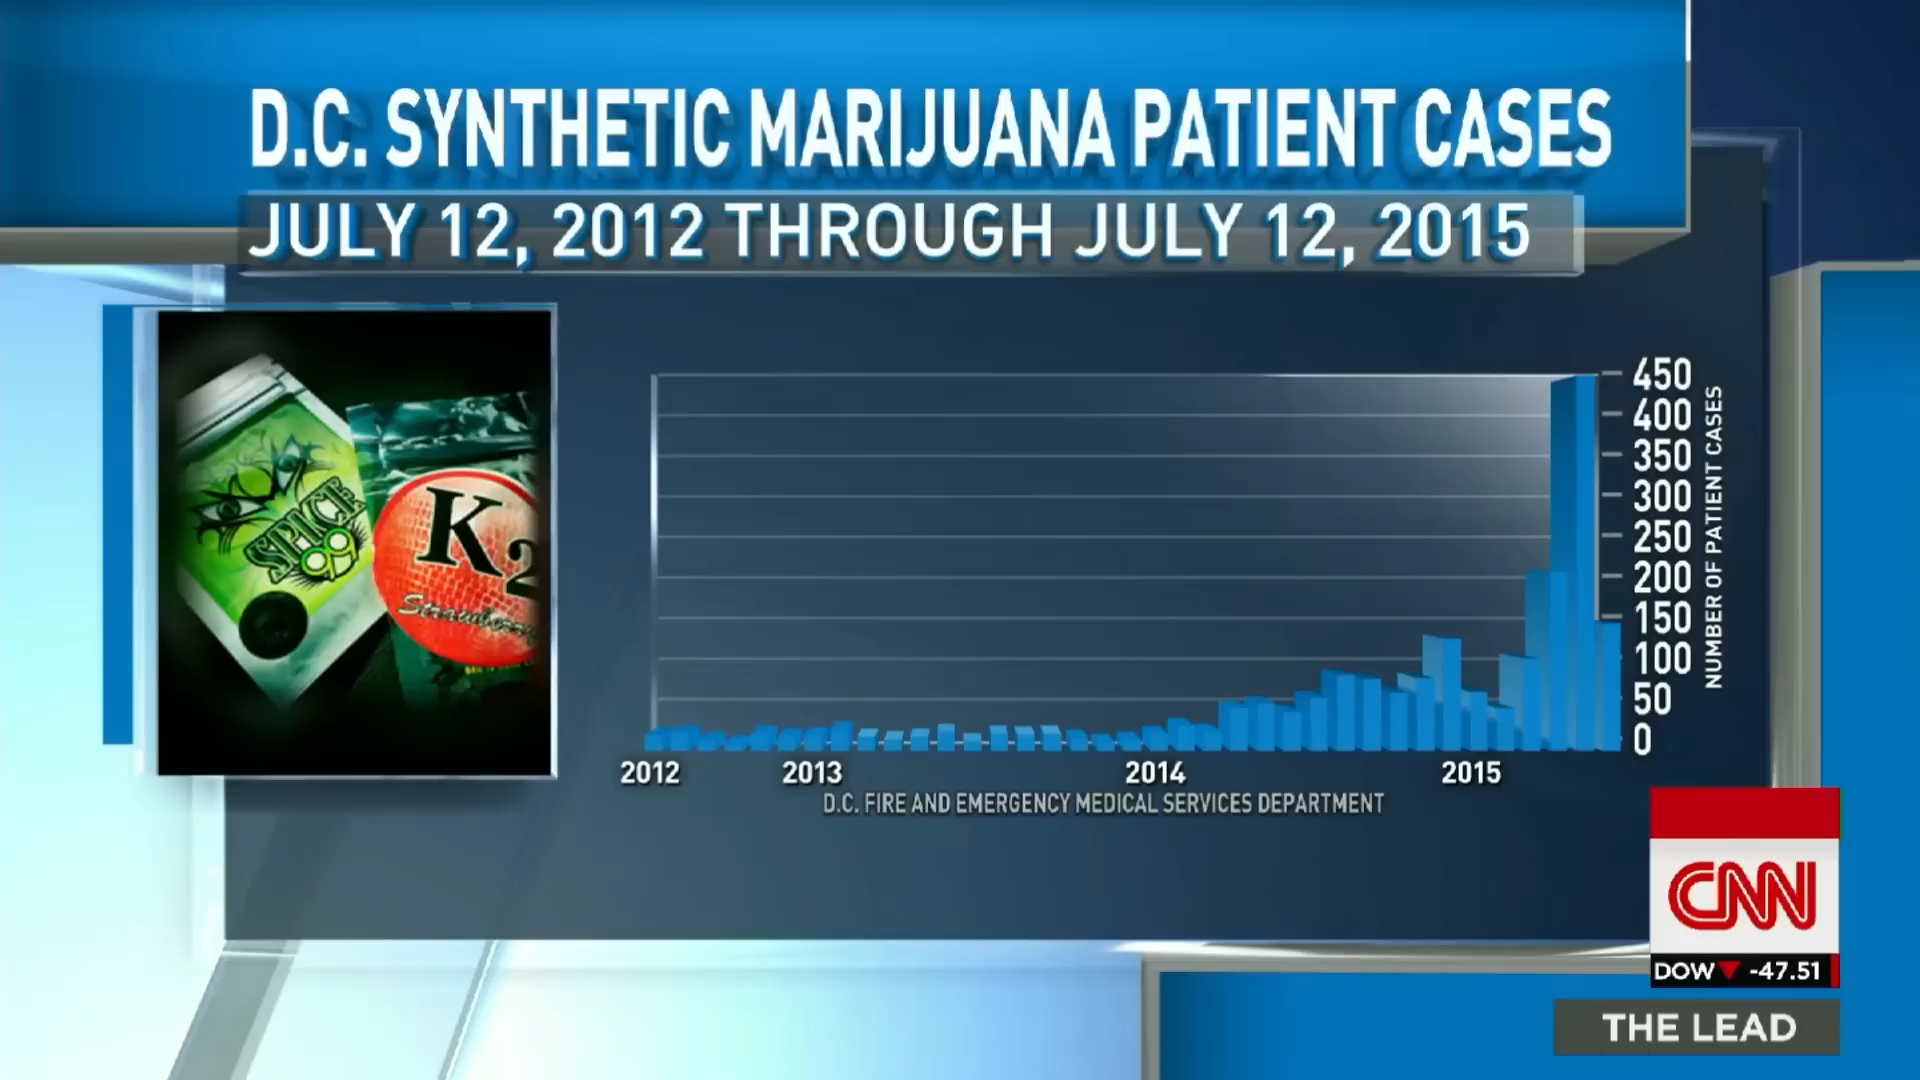 D.C. SYNTHETIC MARIJUANA PATIENT CASES
JULY 12, 2012 THROUGH JULY 12, 2015
SPICE
99
K2
Strawberry
450
400
350
300
250
200
150
100
50
0
NUMBER OF PATIENT CASES
2012 2013 2014 2015
D.C. FIRE AND EMERGENCY MEDICAL SERVICES DEPARTMENT
CNN
DOW ▼ -47.51
THE LEAD